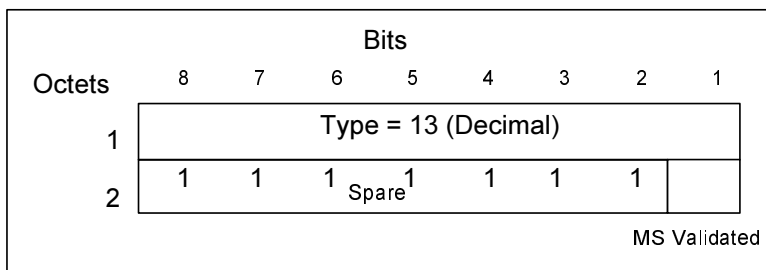 Bits
Octets 8 7 6 5 4 3 2 1
1 Type = 13 (Decimal)
2 1 1 1 1 1 1 1
Spare
MS Validated